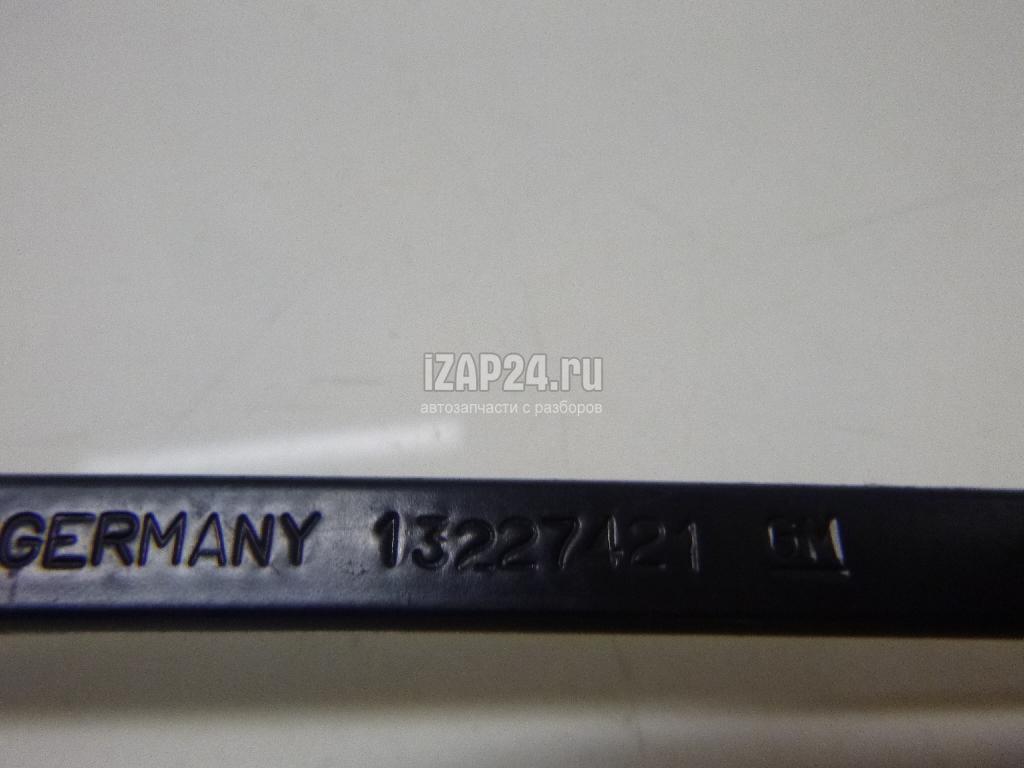 iZAP24.ru
автозапчасти с разборов
GERMANY 13227421 GM